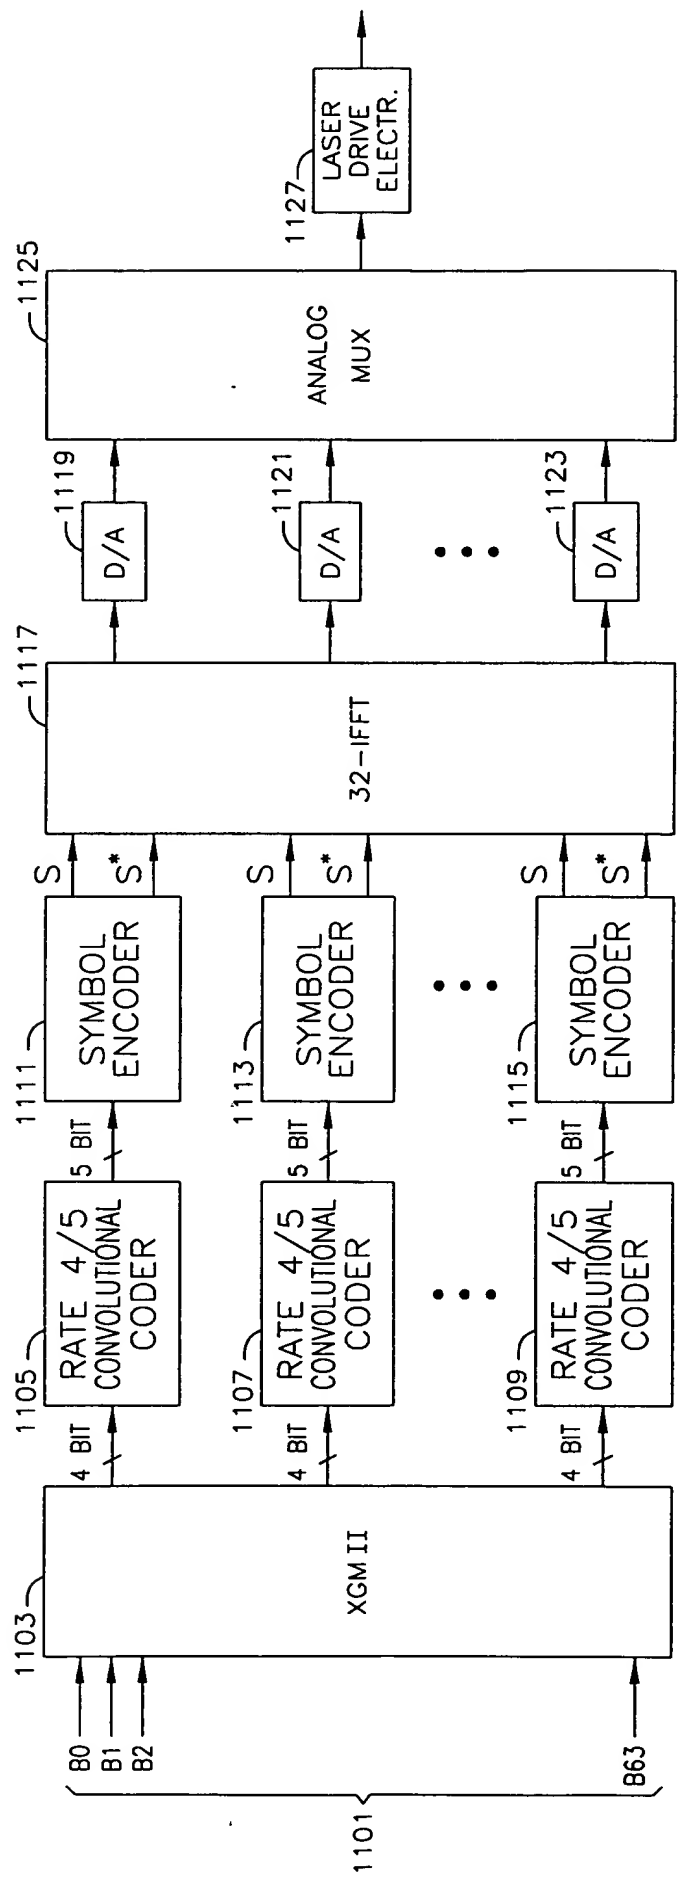 1101
B0
B1
B2
B63
1103
XGM II
4 BIT
4 BIT
4 BIT
1105
RATE 4/5
CONVOLUTIONAL
CODER
1107
RATE 4/5
CONVOLUTIONAL
CODER
1109
RATE 4/5
CONVOLUTIONAL
CODER
5 BIT
5 BIT
5 BIT
1111
SYMBOL
ENCODER
1113
SYMBOL
ENCODER
1115
SYMBOL
ENCODER
S
S*
S
S*
S
S*
1117
32-IFFT
1119
D/A
1121
D/A
1123
D/A
1125
ANALOG
MUX
1127
LASER
DRIVE
ELECTR.